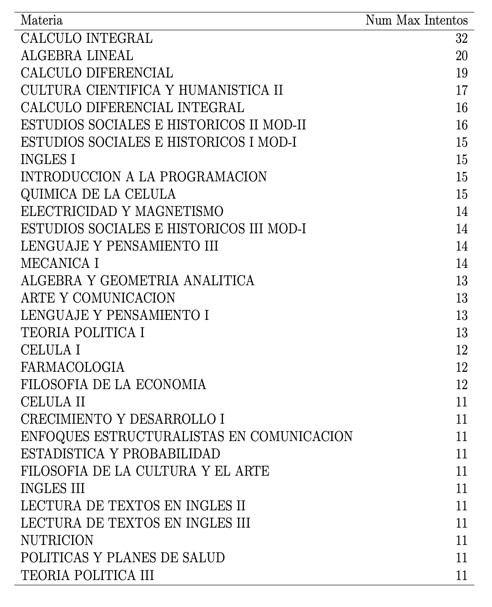 Materia Num Max Intentos
CALCULO INTEGRAL 32
ALGEBRA LINEAL 20
CALCULO DIFERENCIAL 19
CULTURA CIENTIFICA Y HUMANISTICA II 17
CALCULO DIFERENCIAL INTEGRAL 16
ESTUDIOS SOCIALES E HISTORICOS II MOD-II 16
ESTUDIOS SOCIALES E HISTORICOS I MOD-I 15
INGLES I 15
INTRODUCCION A LA PROGRAMACION 15
QUIMICA DE LA CELULA 15
ELECTRICIDAD Y MAGNETISMO 14
ESTUDIOS SOCIALES E HISTORICOS III MOD-I 14
LENGUAJE Y PENSAMIENTO III 14
MECANICA I 14
ALGEBRA Y GEOMETRIA ANALITICA 13
ARTE Y COMUNICACION 13
LENGUAJE Y PENSAMIENTO I 13
TEORIA POLITICA I 13
CELULA I 12
FARMACOLOGIA 12
FILOSOFIA DE LA ECONOMIA 12
CELULA II 11
CRECIMIENTO Y DESARROLLO I 11
ENFOQUES ESTRUCTURALISTAS EN COMUNICACION 11
ESTADISTICA Y PROBABILIDAD 11
FILOSOFIA DE LA CULTURA Y EL ARTE 11
INGLES III 11
LECTURA DE TEXTOS EN INGLES II 11
LECTURA DE TEXTOS EN INGLES III 11
NUTRICION 11
POLITICAS Y PLANES DE SALUD 11
TEORIA POLITICA III 11